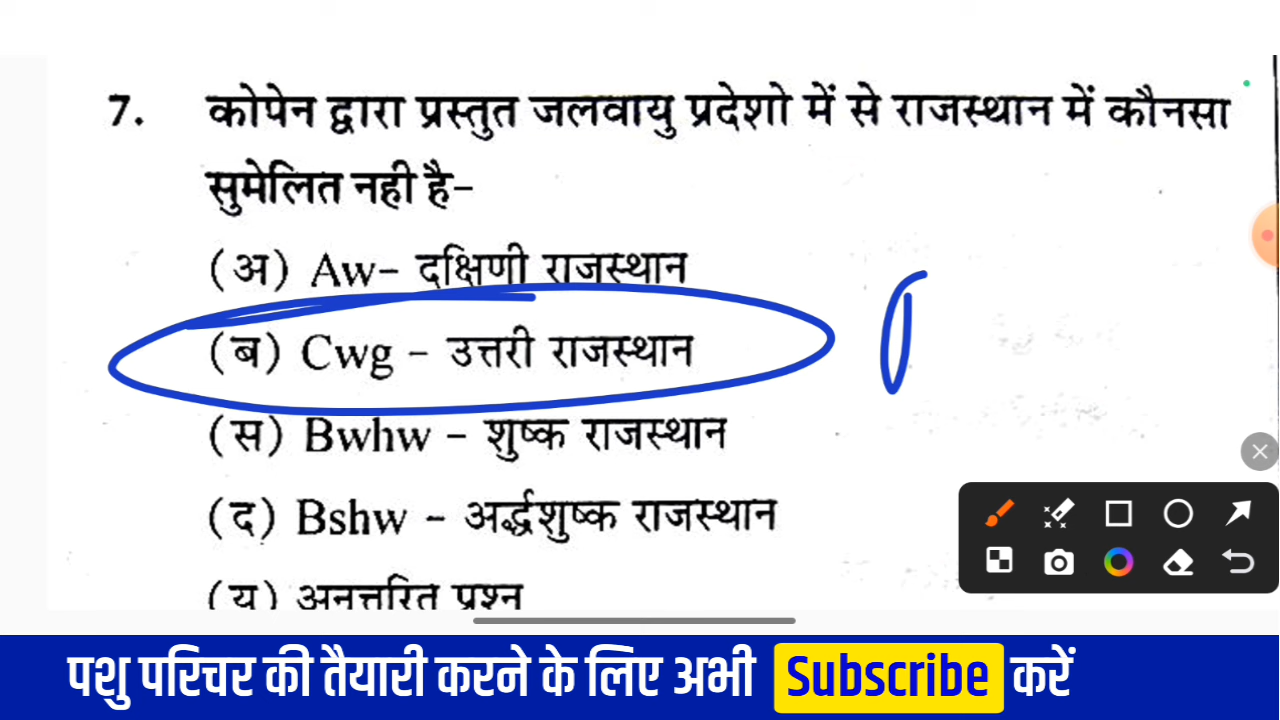 7. कोपेन द्वारा प्रस्तुत जलवायु प्रदेशो में से राजस्थान में कौनसा
सुमेलित नही है-
(अ) Aw- दक्षिणी राजस्थान
(ब) Cwg - उत्तरी राजस्थान
(स) Bwhw - शुष्क राजस्थान
(द) Bshw - अर्द्धशुष्क राजस्थान
(य) अनुत्तरित प्रश्न
पशु परिचर की तैयारी करने के लिए अभी Subscribe करें